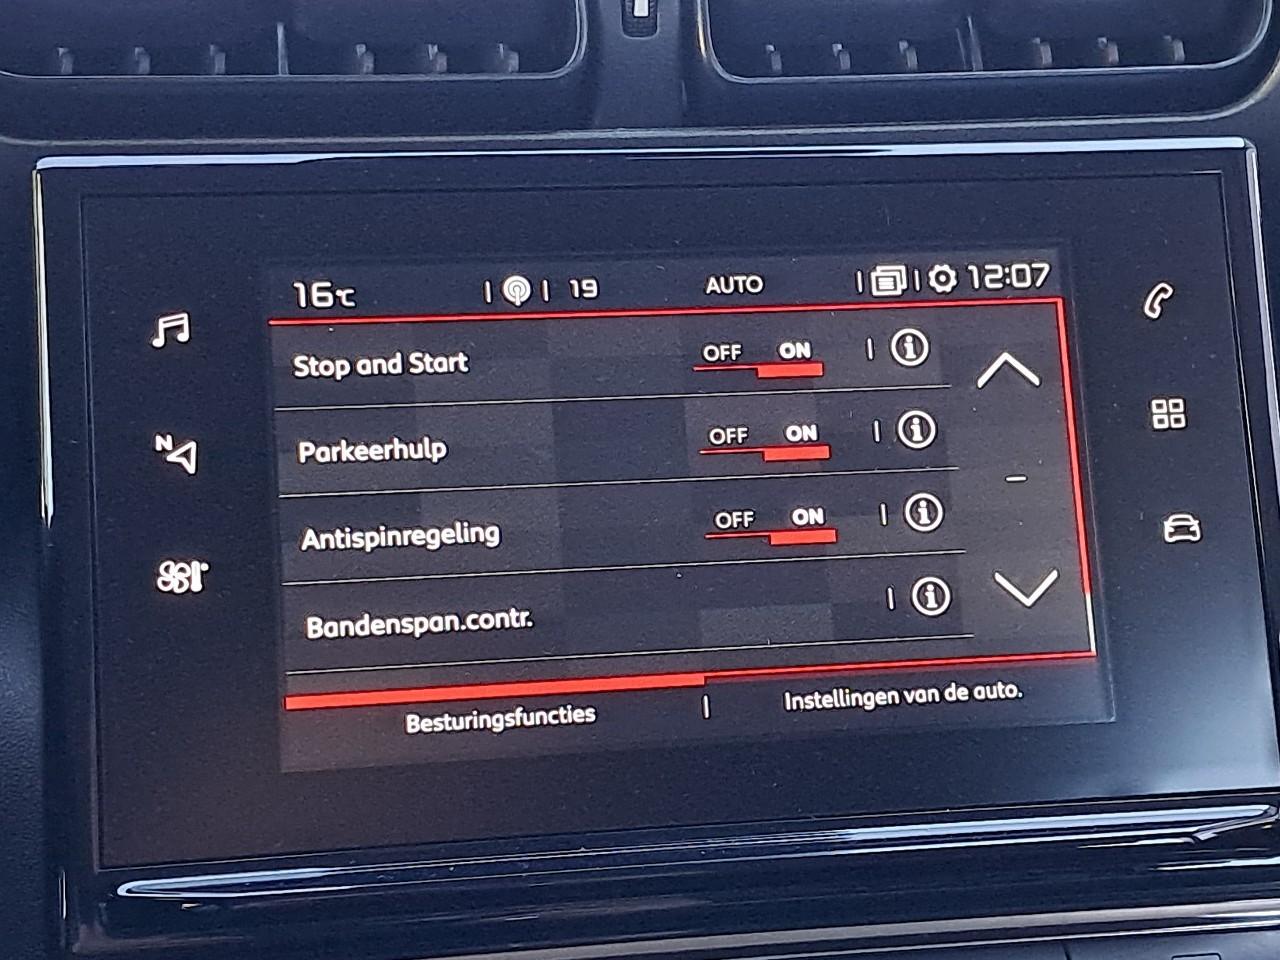 16°C 19 AUTO 12:07
Stop and Start OFF ON
Parkeerhulp OFF ON
Antispinregeling OFF ON
Bandenspan.contr.
Besturingsfuncties Instellingen van de auto.
N